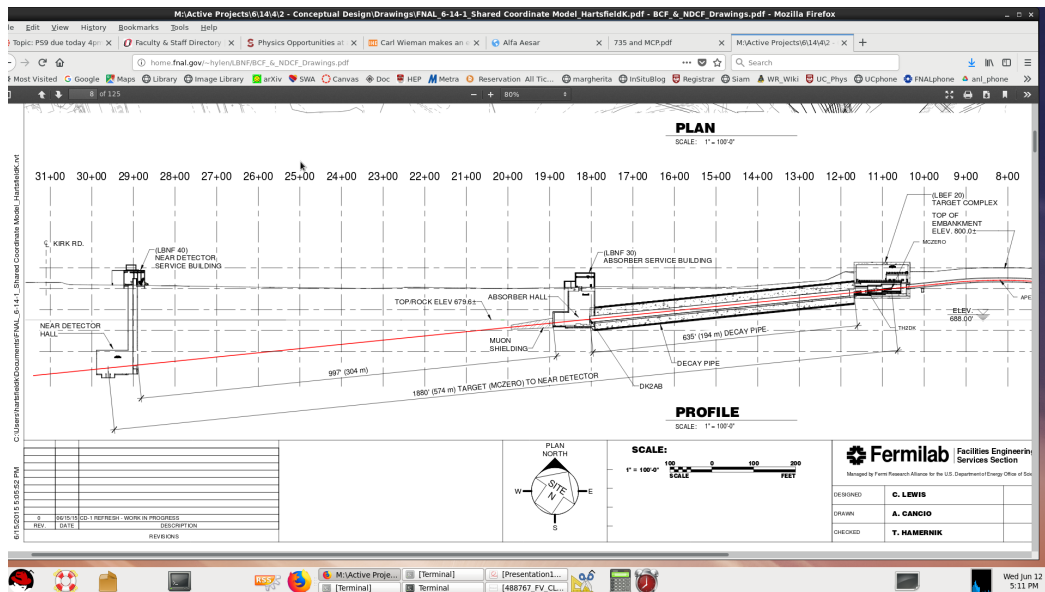 M:\Active Projects\6\14\4\2 - Conceptual Design\Drawings\FNAL_6-14-1_Shared Coordinate Model_HartsfieldK.pdf - BCF_&_NDCF_Drawings.pdf - Mozilla Firefox
Edit View History Bookmarks Tools Help
Topic: PS9 due today 4pm
Faculty & Staff Directory
Physics Opportunities at
Carl Wieman makes an e
Alfa Aesar
735 and MCP.pdf
M:\Active Projects\6\14\4\2 -
home.fnal.gov/~hylen/LBNF/BCF_&_NDCF_Drawings.pdf
Search
Most Visited Google Maps Library Image Library arXiv SWA Canvas Doc HEP Metra Reservation All Tic... margherita InSituBlog Registrar Siam WR_Wiki UC_Phys UCphone FNALphone anl_phone
8 of 125
80%
PLAN
SCALE: 1" = 100'-0"
31+00 30+00 29+00 28+00 27+00 26+00 25+00 24+00 23+00 22+00 21+00 20+00 19+00 18+00 17+00 16+00 15+00 14+00 13+00 12+00 11+00 10+00 9+00 8+00
(LBEF 20)
TARGET COMPLEX
TOP OF
EMBANKMENT
ELEV. 800.0±
MCZERO
KIRK RD.
(LBNF 40)
NEAR DETECTOR
SERVICE BUILDING
(LBNF 30)
ABSORBER SERVICE BUILDING
TOP/ROCK ELEV 679.6±
ABSORBER HALL
APE
ELEV.
688.00'
NEAR DETECTOR
HALL
MUON
SHIELDING
TH2DK
635' (194 m) DECAY PIPE
DECAY PIPE
997' (304 m)
DK2AB
1880' (574 m) TARGET (MCZERO) TO NEAR DETECTOR
PROFILE
SCALE: 1" = 100'-0"
C:\Users\hartsfieldk\Documents\FNAL_6-14-1_Shared Coordinate Model_HartsfieldK.rvt
6/15/2015 5:05:52 PM
0 06/15/15 CD-1 REFRESH - WORK IN PROGRESS
REV. DATE DESCRIPTION
REVISIONS
PLAN
NORTH
W E
SITE
N
S
SCALE:
1" = 100'-0"
100 0 100 200
SCALE FEET
Fermilab
Facilities Engineering
Services Section
Managed by Fermi Research Alliance for the U.S. Department of Energy Office of Scie
DESIGNED C. LEWIS
DRAWN A. CANCIO
CHECKED T. HAMERNIK
RSS
M:\Active Proje...
[Terminal]
[Presentation1...
[Terminal]
Terminal
[488767_FV_CL...
Wed Jun 12
5:11 PM